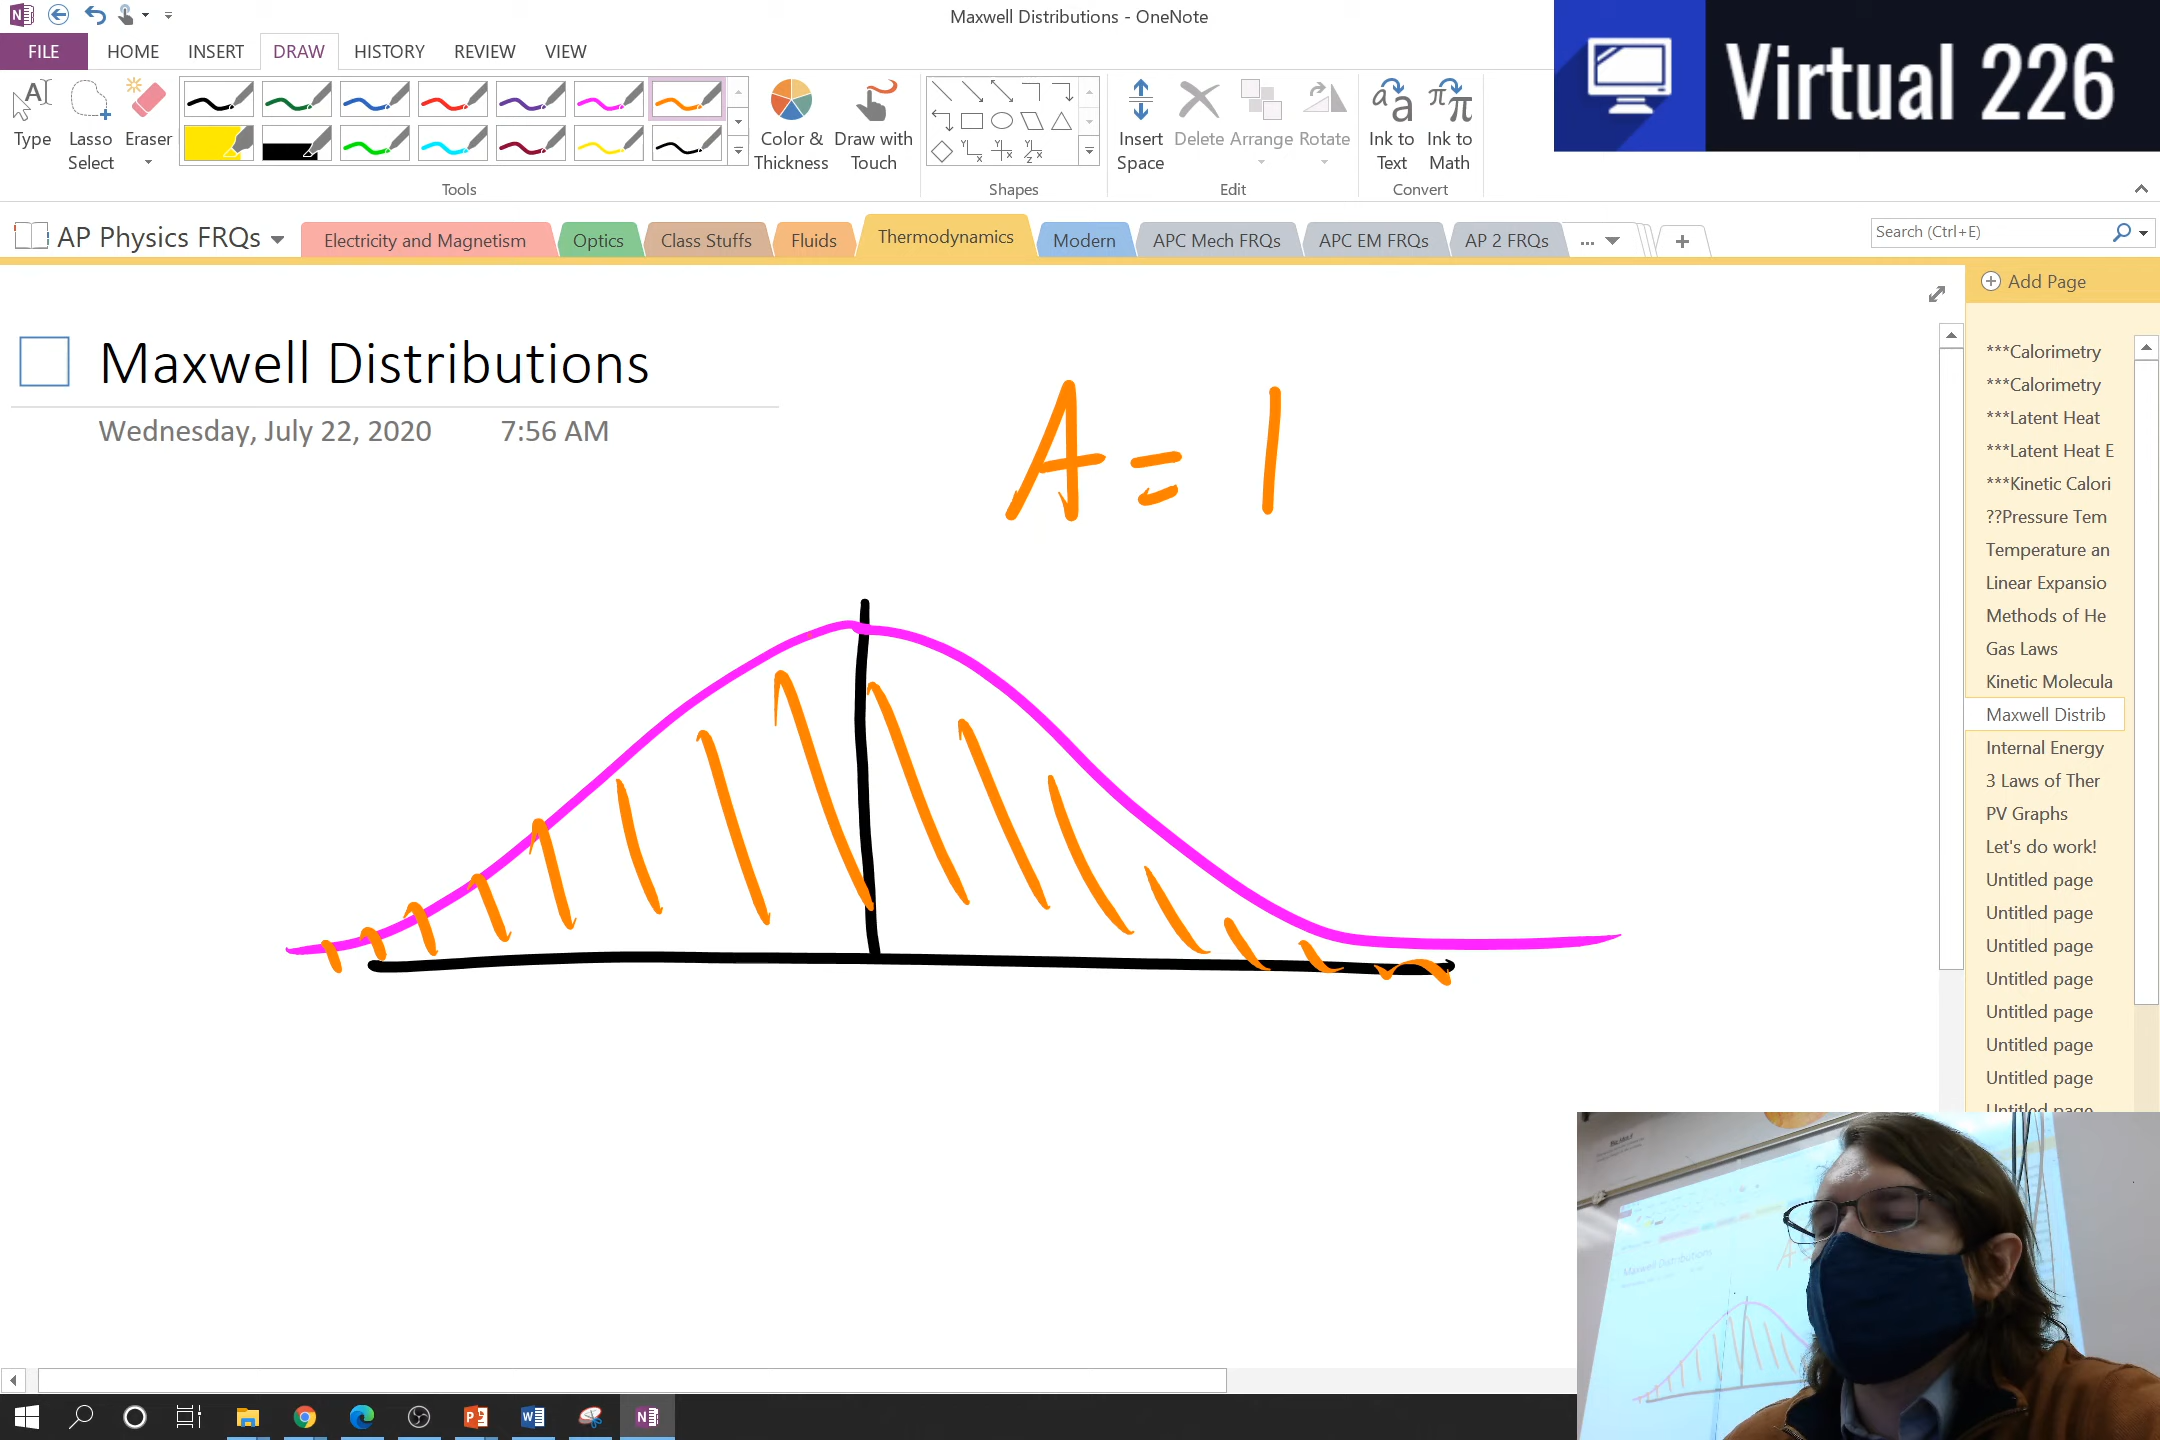 Maxwell Distributions - OneNote
Virtual 226
FILE HOME INSERT DRAW HISTORY REVIEW VIEW
Type
Lasso Select
Eraser
Color & Thickness
Draw with Touch
Insert Space
Delete
Arrange
Rotate
Ink to Text
Ink to Math
Tools
Shapes
Edit
Convert
AP Physics FRQs
Electricity and Magnetism
Optics
Class Stuffs
Fluids
Thermodynamics
Modern
APC Mech FRQs
APC EM FRQs
AP 2 FRQs
...
Search (Ctrl+E)
Add Page
Maxwell Distributions
Wednesday, July 22, 2020 7:56 AM
A = 1
***Calorimetry
***Calorimetry
***Latent Heat
***Latent Heat E
***Kinetic Calori
??Pressure Tem
Temperature an
Linear Expansio
Methods of He
Gas Laws
Kinetic Molecula
Maxwell Distrib
Internal Energy
3 Laws of Ther
PV Graphs
Let's do work!
Untitled page
Untitled page
Untitled page
Untitled page
Untitled page
Untitled page
Untitled page
Untitled page